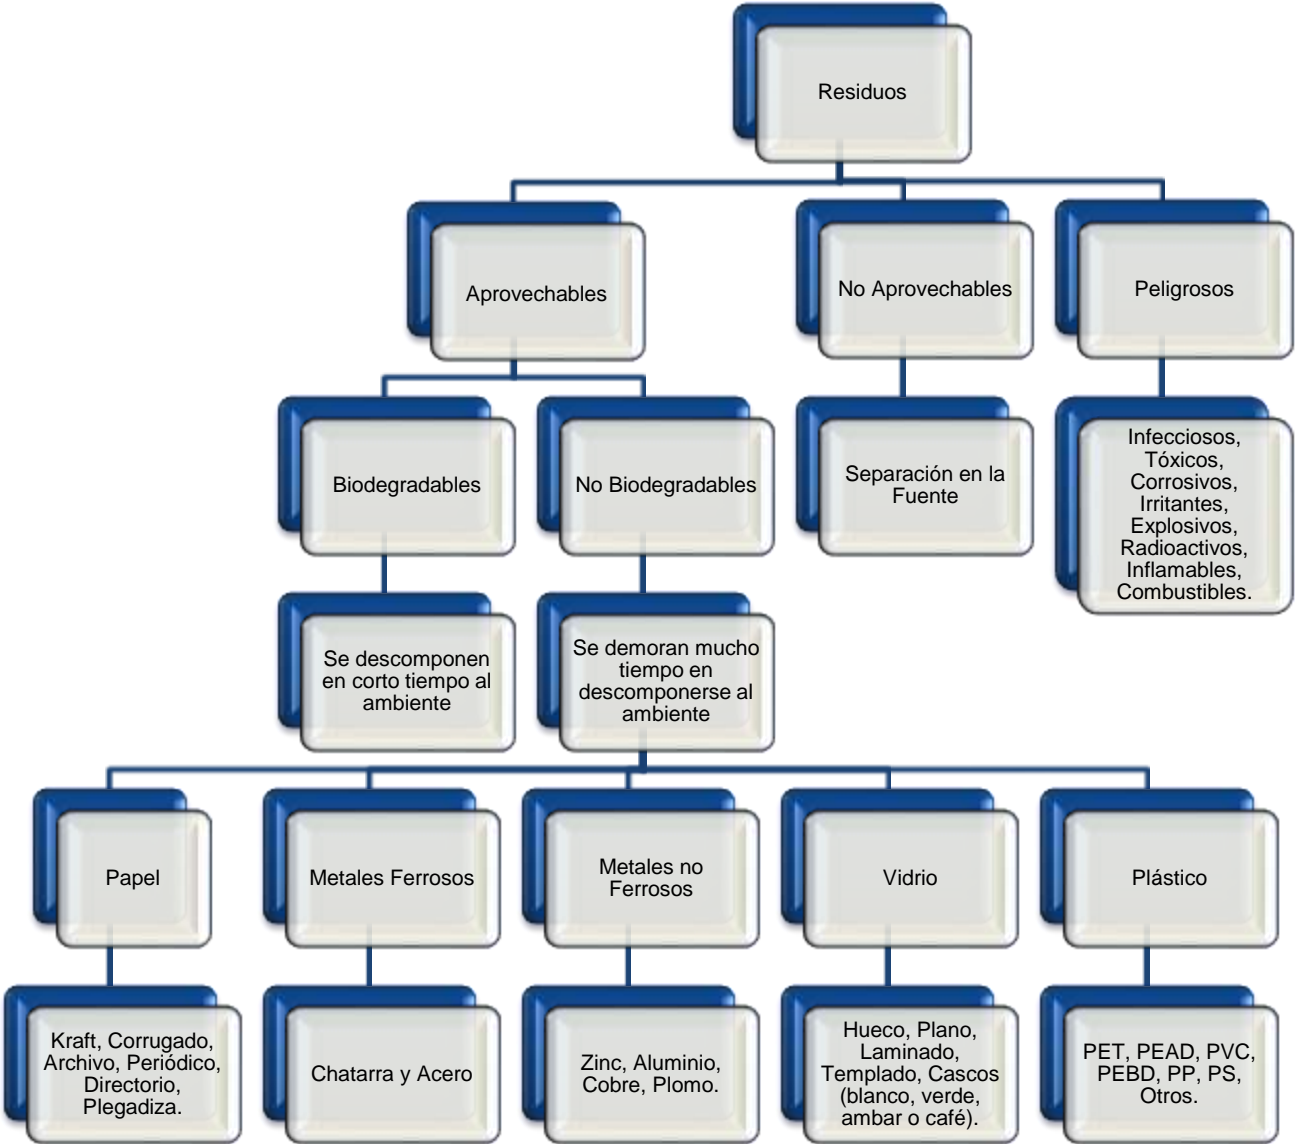 Residuos
Aprovechables
No Aprovechables
Peligrosos
Biodegradables
No Biodegradables
Separación en la
Fuente
Infecciosos,
Tóxicos,
Corrosivos,
Irritantes,
Explosivos,
Radioactivos,
Inflamables,
Combustibles.
Se descomponen
en corto tiempo al
ambiente
Se demoran mucho
tiempo en
descomponerse al
ambiente
Papel
Metales Ferrosos
Metales no
Ferrosos
Vidrio
Plástico
Kraft, Corrugado,
Archivo, Periódico,
Directorio,
Plegadiza.
Chatarra y Acero
Zinc, Aluminio,
Cobre, Plomo.
Hueco, Plano,
Laminado,
Templado, Cascos
(blanco, verde,
ambar o café).
PET, PEAD, PVC,
PEBD, PP, PS,
Otros.